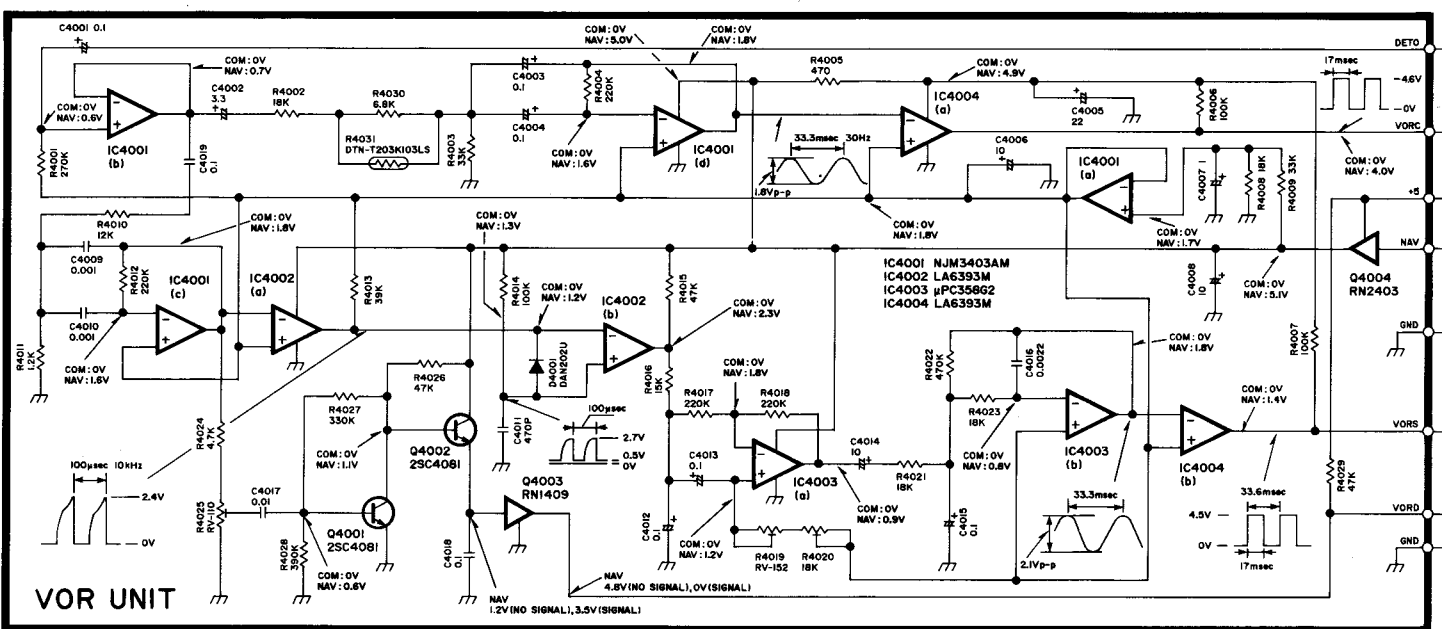 C4001 0.1
COM:0V
NAV:0.7V
COM:0V
NAV:0.6V
IC4001
(b)
R4001
270K
C4019
0.1
C4002
3.3
R4002
18K
R4030
6.8K
R4031
DTN-T203K103LS
R4003
33K
C4003
0.1
C4004
0.1
R4004
220K
COM:0V
NAV:5.0V
COM:0V
NAV:1.8V
COM:0V
NAV:1.6V
IC4001
(d)
R4005
470
COM:0V
NAV:4.9V
IC4004
(a)
33.3msec 30Hz
1.8Vp-p
C4005
22
C4006
10
R4006
100K
17msec
4.6V
0V
DETO
VORC
COM:0V
NAV:4.0V
IC4001
(a)
C4007 1
R4008 18K
R4009 33K
COM:0V
NAV:1.7V
COM:0V
NAV:1.8V
+5
NAV
R4010
12K
C4009
0.001
R4012
220K
C4010
0.001
R4011
1.2K
COM:0V
NAV:1.8V
COM:0V
NAV:1.6V
IC4001
(c)
IC4002
(a)
R4013
39K
COM:0V
NAV:1.3V
R4014
100K
COM:0V
NAV:1.2V
IC4002
(b)
D4001
DAN202U
R4015
47K
COM:0V
NAV:2.3V
R4016
15K
IC4001 NJM3403AM
IC4002 LA6393M
IC4003 μPC358G2
IC4004 LA6393M
C4008
10
COM:0V
NAV:5.1V
Q4004
RN2403
GND
R4007
100K
R4024
4.7K
R4025
RV-110
100μsec 10kHz
2.4V
0V
C4017
0.01
R4027
330K
R4026
47K
COM:0V
NAV:1.1V
Q4001
2SC4081
R4028
390K
COM:0V
NAV:0.6V
Q4002
2SC4081
C4011
470P
100μsec
2.7V
0.5V
0V
Q4003
RN1409
C4018
0.1
NAV
1.2V(NO SIGNAL),3.5V(SIGNAL)
NAV
4.8V(NO SIGNAL),0V(SIGNAL)
R4017
220K
COM:0V
NAV:1.8V
R4018
220K
C4013
0.1
C4012
0.1
COM:0V
NAV:1.2V
IC4003
(a)
R4019
RV-152
R4020
18K
C4014
10
COM:0V
NAV:0.9V
R4021
18K
C4015
0.1
R4022
470K
C4016
0.0022
R4023
18K
COM:0V
NAV:0.8V
COM:0V
NAV:1.8V
IC4003
(b)
33.3msec
2.1Vp-p
IC4004
(b)
COM:0V
NAV:1.4V
VORS
R4029
47K
33.6msec
4.5V
0V
17msec
VORD
GND
VOR UNIT